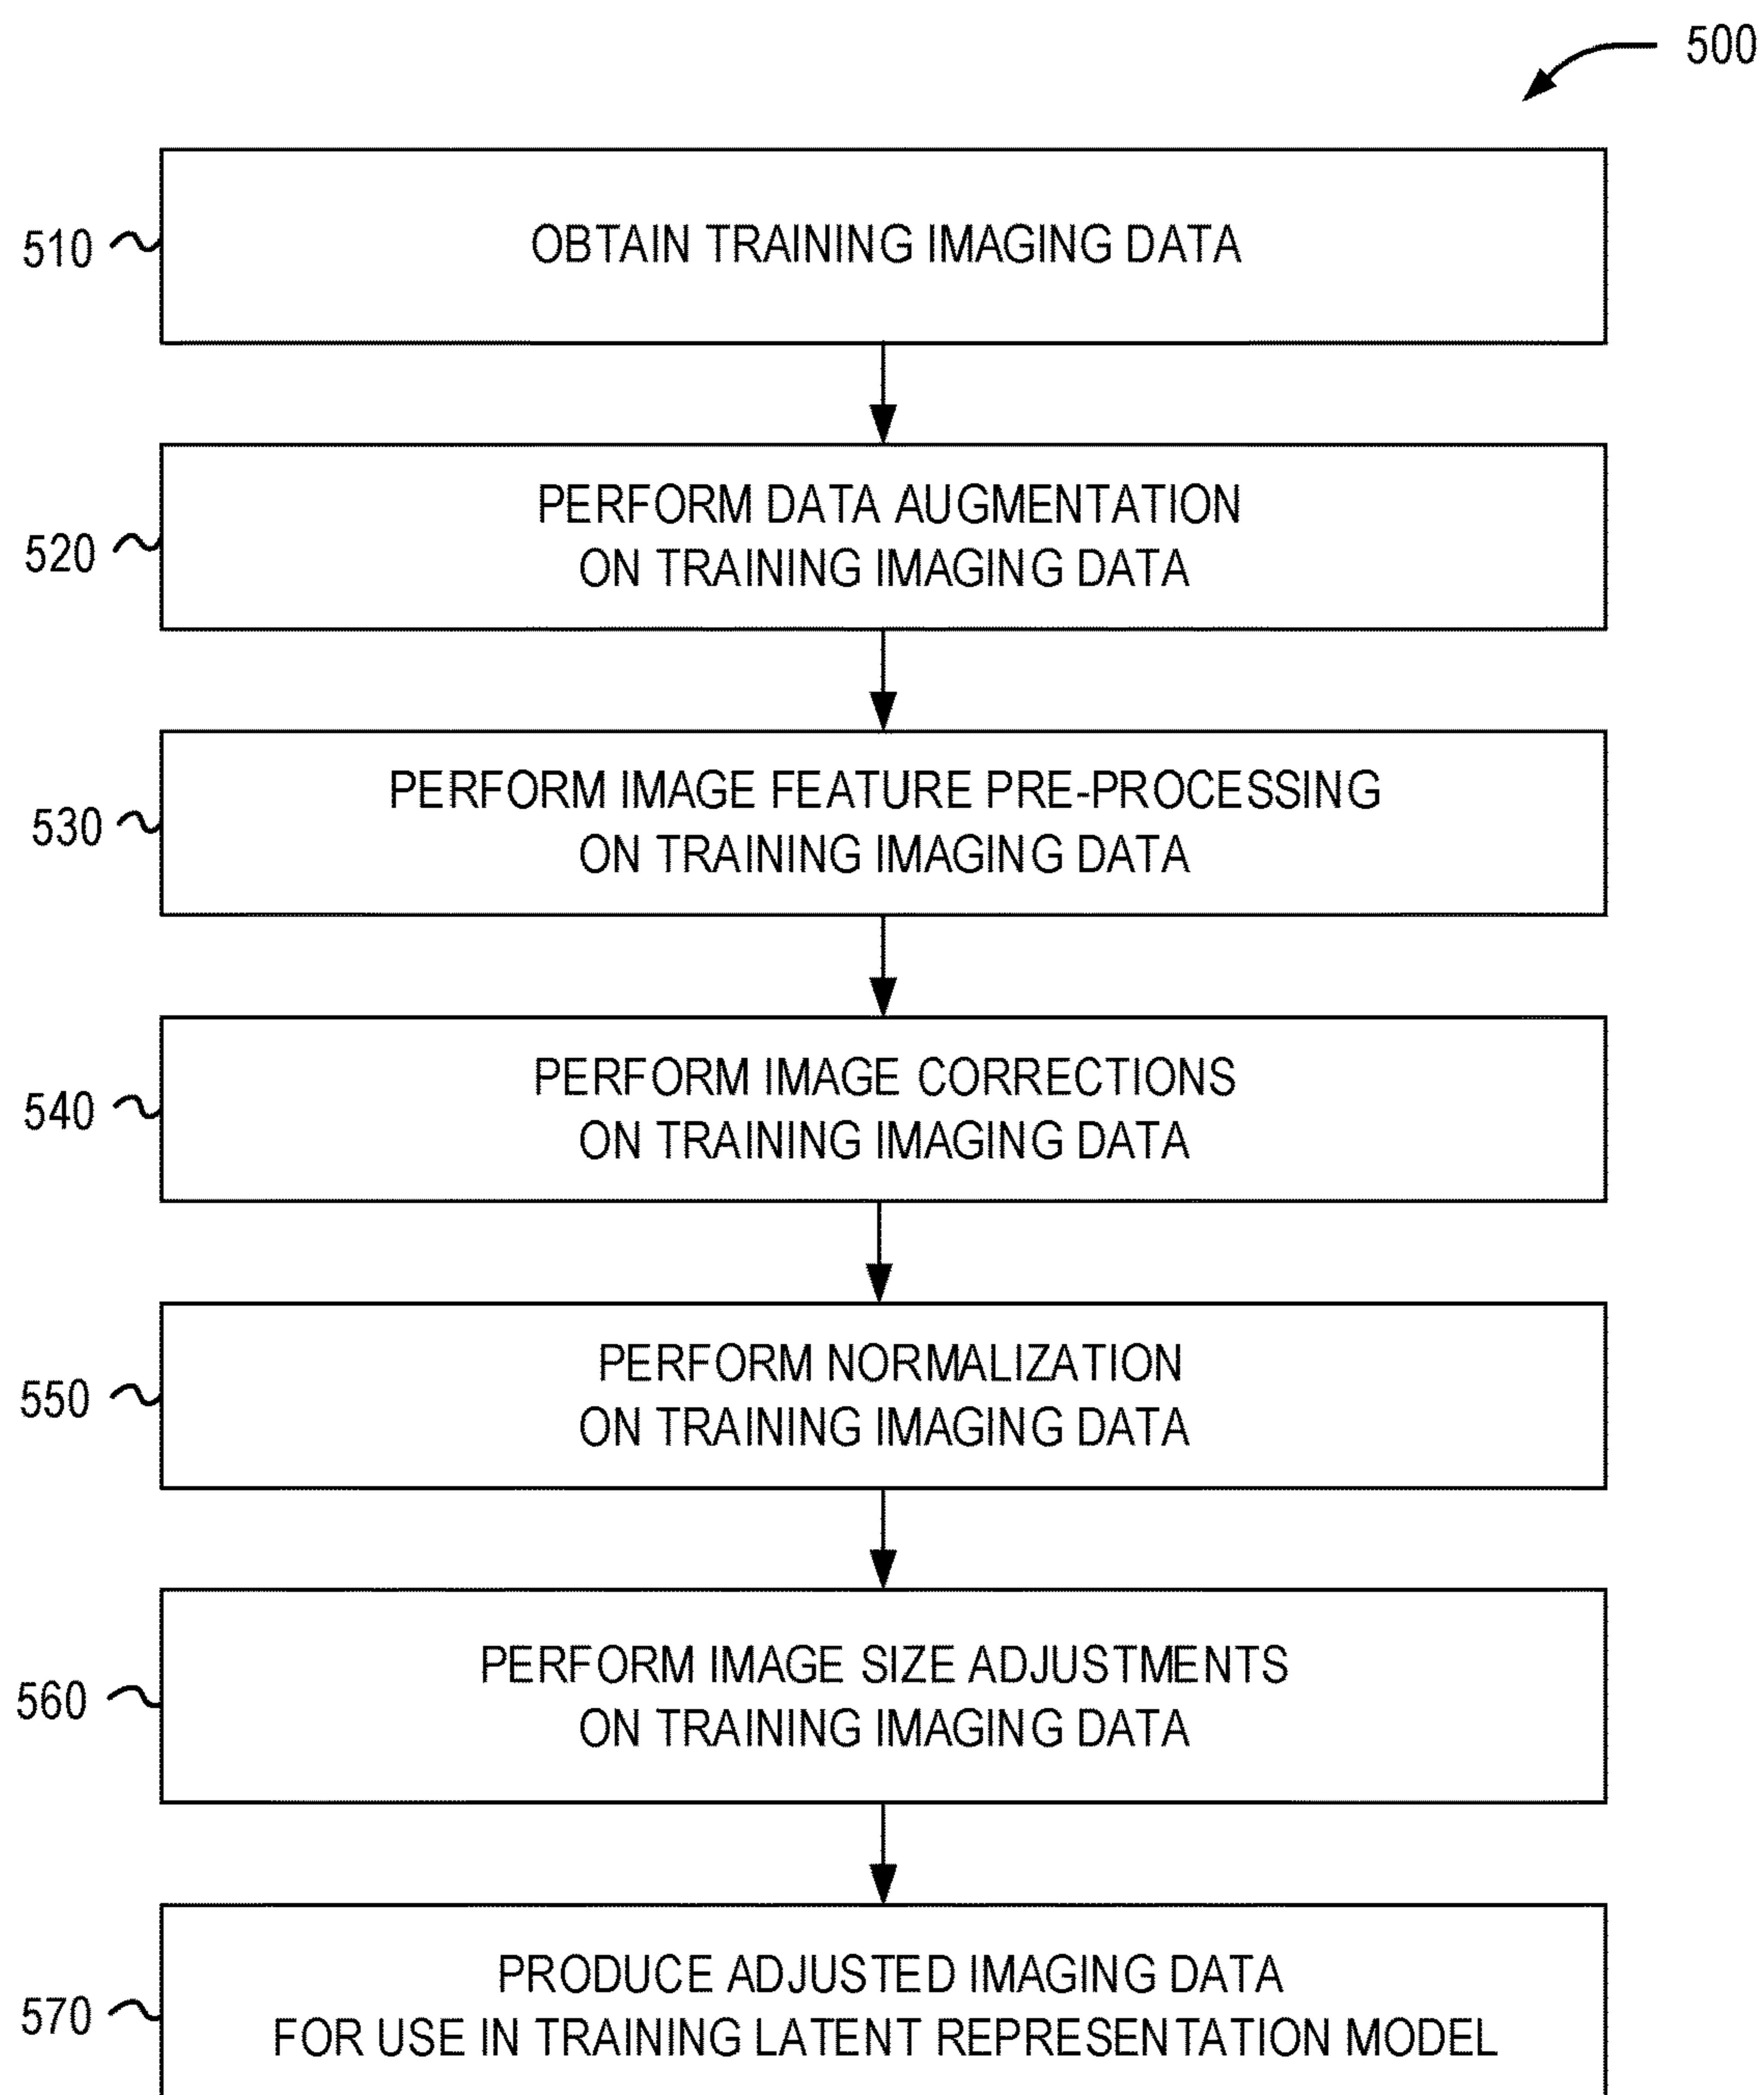 500
510
OBTAIN TRAINING IMAGING DATA
520
PERFORM DATA AUGMENTATION
ON TRAINING IMAGING DATA
530
PERFORM IMAGE FEATURE PRE-PROCESSING
ON TRAINING IMAGING DATA
540
PERFORM IMAGE CORRECTIONS
ON TRAINING IMAGING DATA
550
PERFORM NORMALIZATION
ON TRAINING IMAGING DATA
560
PERFORM IMAGE SIZE ADJUSTMENTS
ON TRAINING IMAGING DATA
570
PRODUCE ADJUSTED IMAGING DATA
FOR USE IN TRAINING LATENT REPRESENTATION MODEL